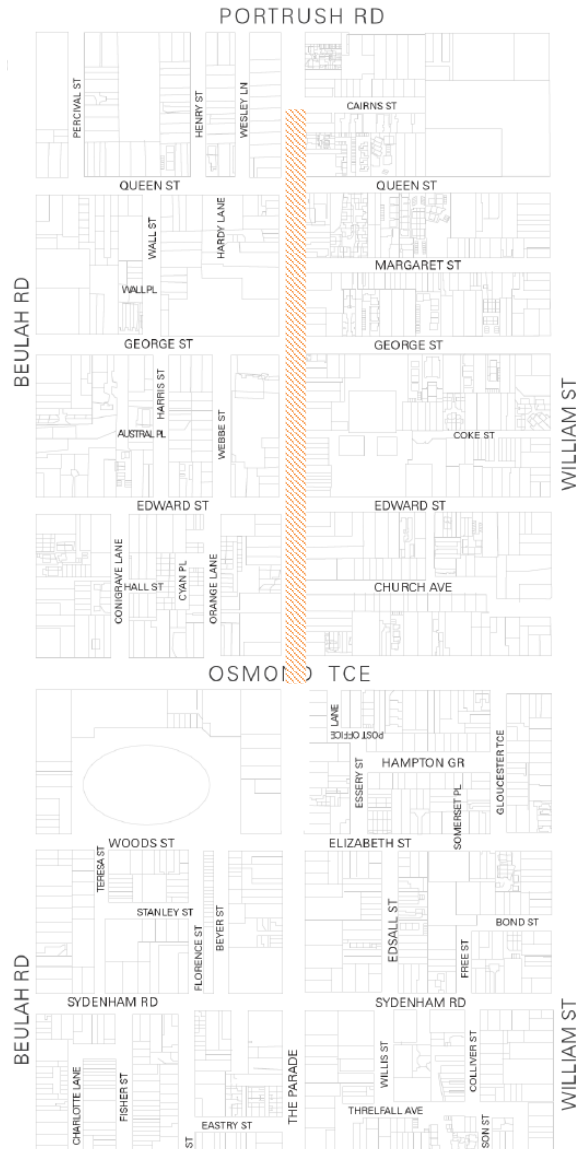 PORTRUSH RD
PERCIVAL ST
HENRY ST
WESLEY LN
CAIRNS ST
QUEEN ST
QUEEN ST
WALL ST
HARDY LANE
MARGARET ST
WALL PL
BEULAH RD
GEORGE ST
GEORGE ST
HARRIS ST
WEBBE ST
AUSTRAL PL
COKE ST
WILLIAM ST
EDWARD ST
EDWARD ST
CONIGRAVE LANE
HALL ST
CYAN PL
ORANGE LANE
CHURCH AVE
OSMOND TCE
POST OFFICE LANE
ESSERY ST
HAMPTON GR
SOMERSET PL
GLOUCESTER TCE
WOODS ST
ELIZABETH ST
TERESA ST
STANLEY ST
FLORENCE ST
BEYER ST
EDSALL ST
FREE ST
BOND ST
BEULAH RD
SYDENHAM RD
SYDENHAM RD
WILLIAM ST
CHARLOTTE LANE
FISHER ST
THE PARADE
WILLIS ST
COLLIVER ST
THRELFALL AVE
EASTRY ST
ST
SON ST